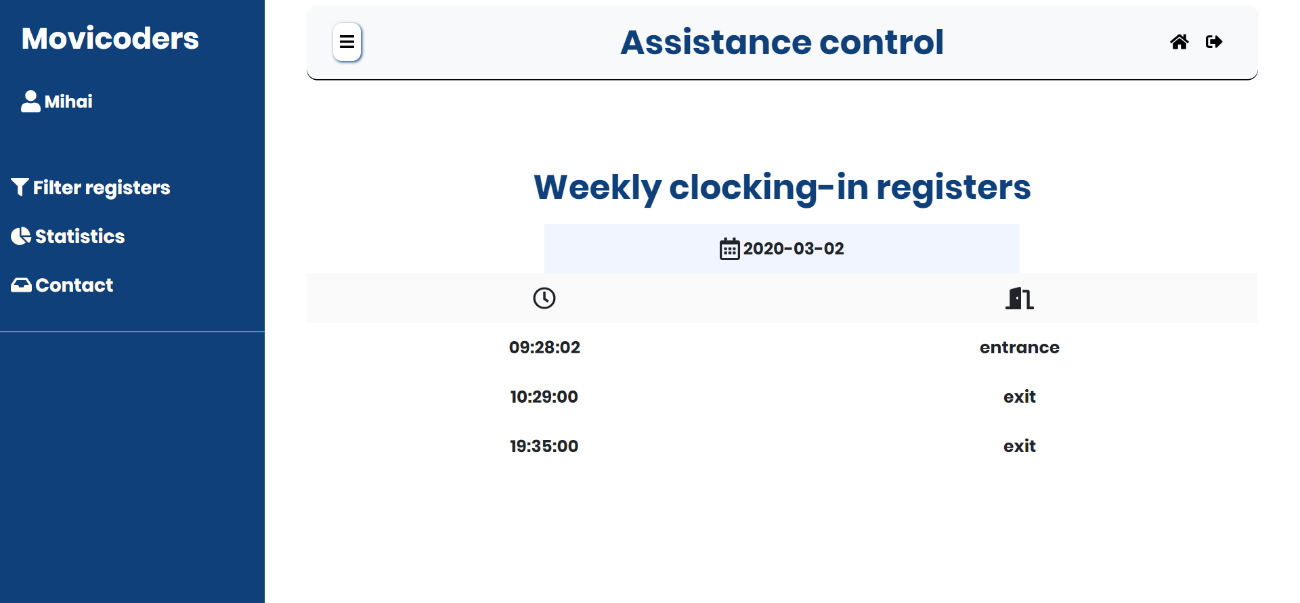 Movicoders
Mihai
Filter registers
Statistics
Contact
Assistance control
Weekly clocking-in registers
2020-03-02
09:28:02 entrance
10:29:00 exit
19:35:00 exit